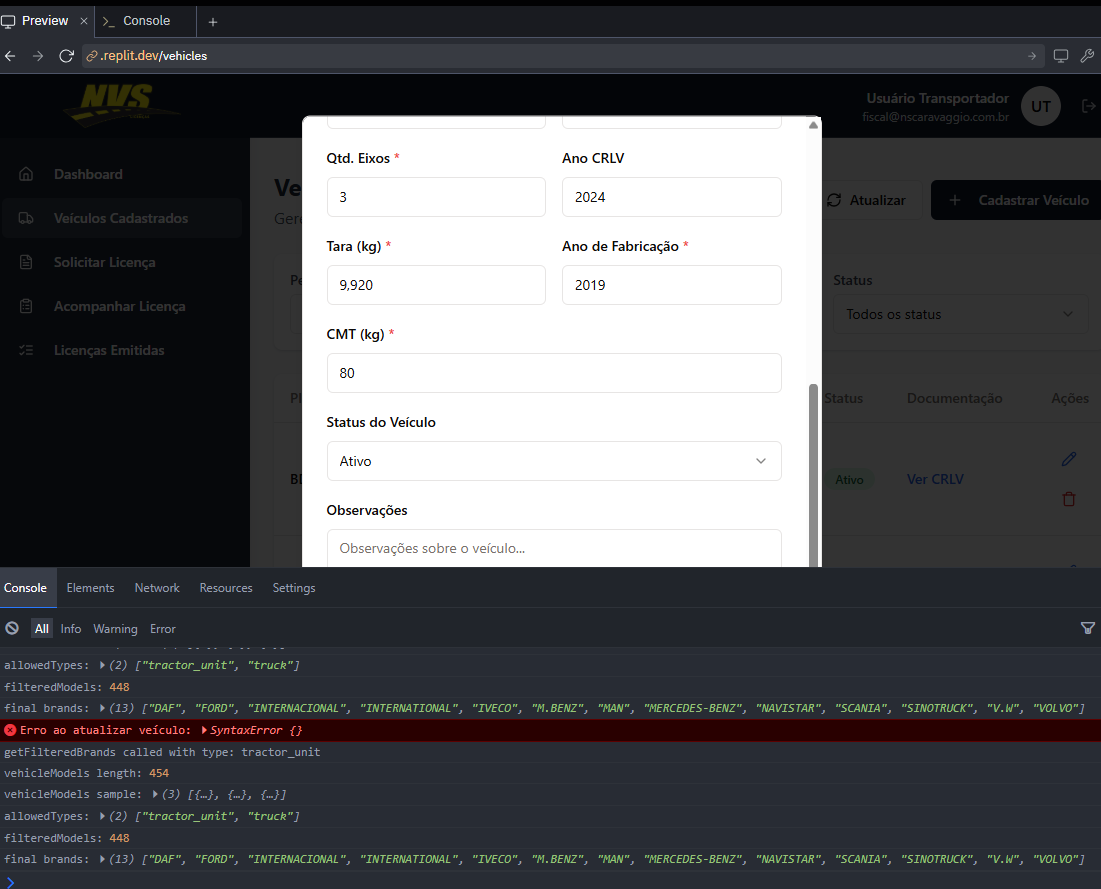 Preview × >_ Console +
.replit.dev/vehicles
NVS
Usuário Transportador
fiscal@nscaravaggio.com.br
UT
Dashboard
Veículos Cadastrados
Solicitar Licença
Acompanhar Licença
Licenças Emitidas
Ve
Gere
Atualizar
+ Cadastrar Veículo
Pe
Status
Todos os status
Status Documentação Ações
Ativo Ver CRLV
Qtd. Eixos * Ano CRLV
3 2024
Tara (kg) * Ano de Fabricação *
9,920 2019
CMT (kg) *
80
Status do Veículo
Ativo
Observações
Observações sobre o veículo...
Console Elements Network Resources Settings
All Info Warning Error
allowedTypes: (2) ["tractor_unit", "truck"]
filteredModels: 448
final brands: (13) ["DAF", "FORD", "INTERNACIONAL", "INTERNATIONAL", "IVECO", "M.BENZ", "MAN", "MERCEDES-BENZ", "NAVISTAR", "SCANIA", "SINOTRUCK", "V.W", "VOLVO"]
Erro ao atualizar veículo: SyntaxError {}
getFilteredBrands called with type: tractor_unit
vehicleModels length: 454
vehicleModels sample: (3) [{…}, {…}, {…}]
allowedTypes: (2) ["tractor_unit", "truck"]
filteredModels: 448
final brands: (13) ["DAF", "FORD", "INTERNACIONAL", "INTERNATIONAL", "IVECO", "M.BENZ", "MAN", "MERCEDES-BENZ", "NAVISTAR", "SCANIA", "SINOTRUCK", "V.W", "VOLVO"]